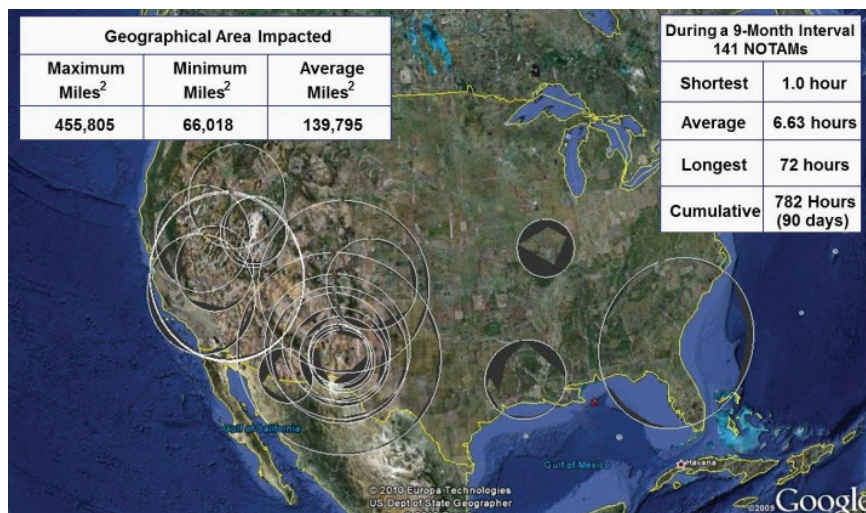 Geographical Area Impacted
Maximum Miles2
Minimum Miles2
Average Miles2
455,805
66,018
139,795
During a 9-Month Interval
141 NOTAMs
Shortest
1.0 hour
Average
6.63 hours
Longest
72 hours
Cumulative
782 Hours
(90 days)
Gulf of California
Gulf of Mexico
Havana
© 2010 Europa Technologies
US Dept of State Geographer
©2009 Google